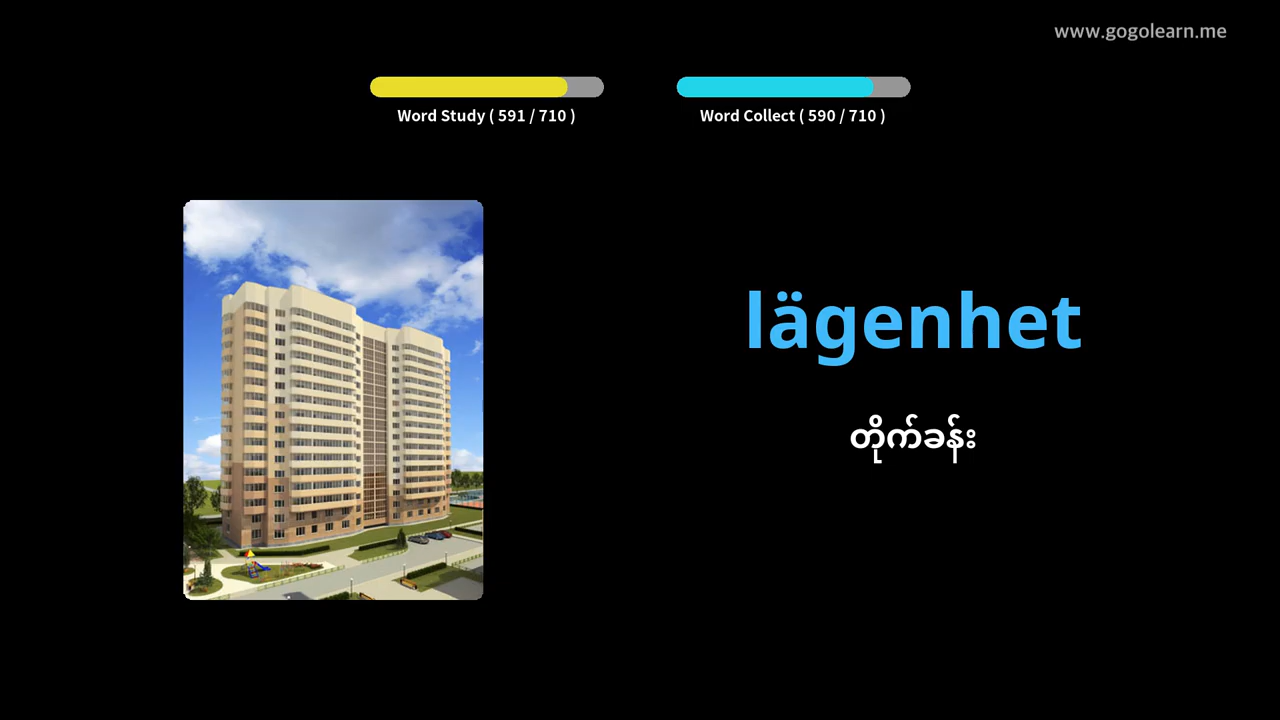 www.gogolearn.me
Word Study ( 591 / 710 )
Word Collect ( 590 / 710 )
lägenhet
တိုက်ခန်း